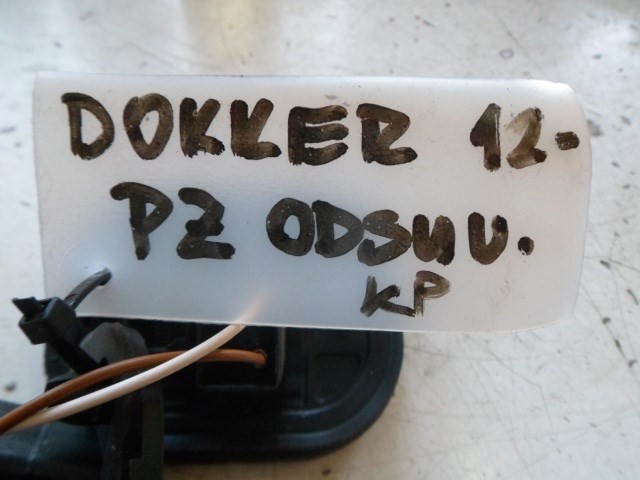 DOKKER 12-
PZ ODSUV.
KP